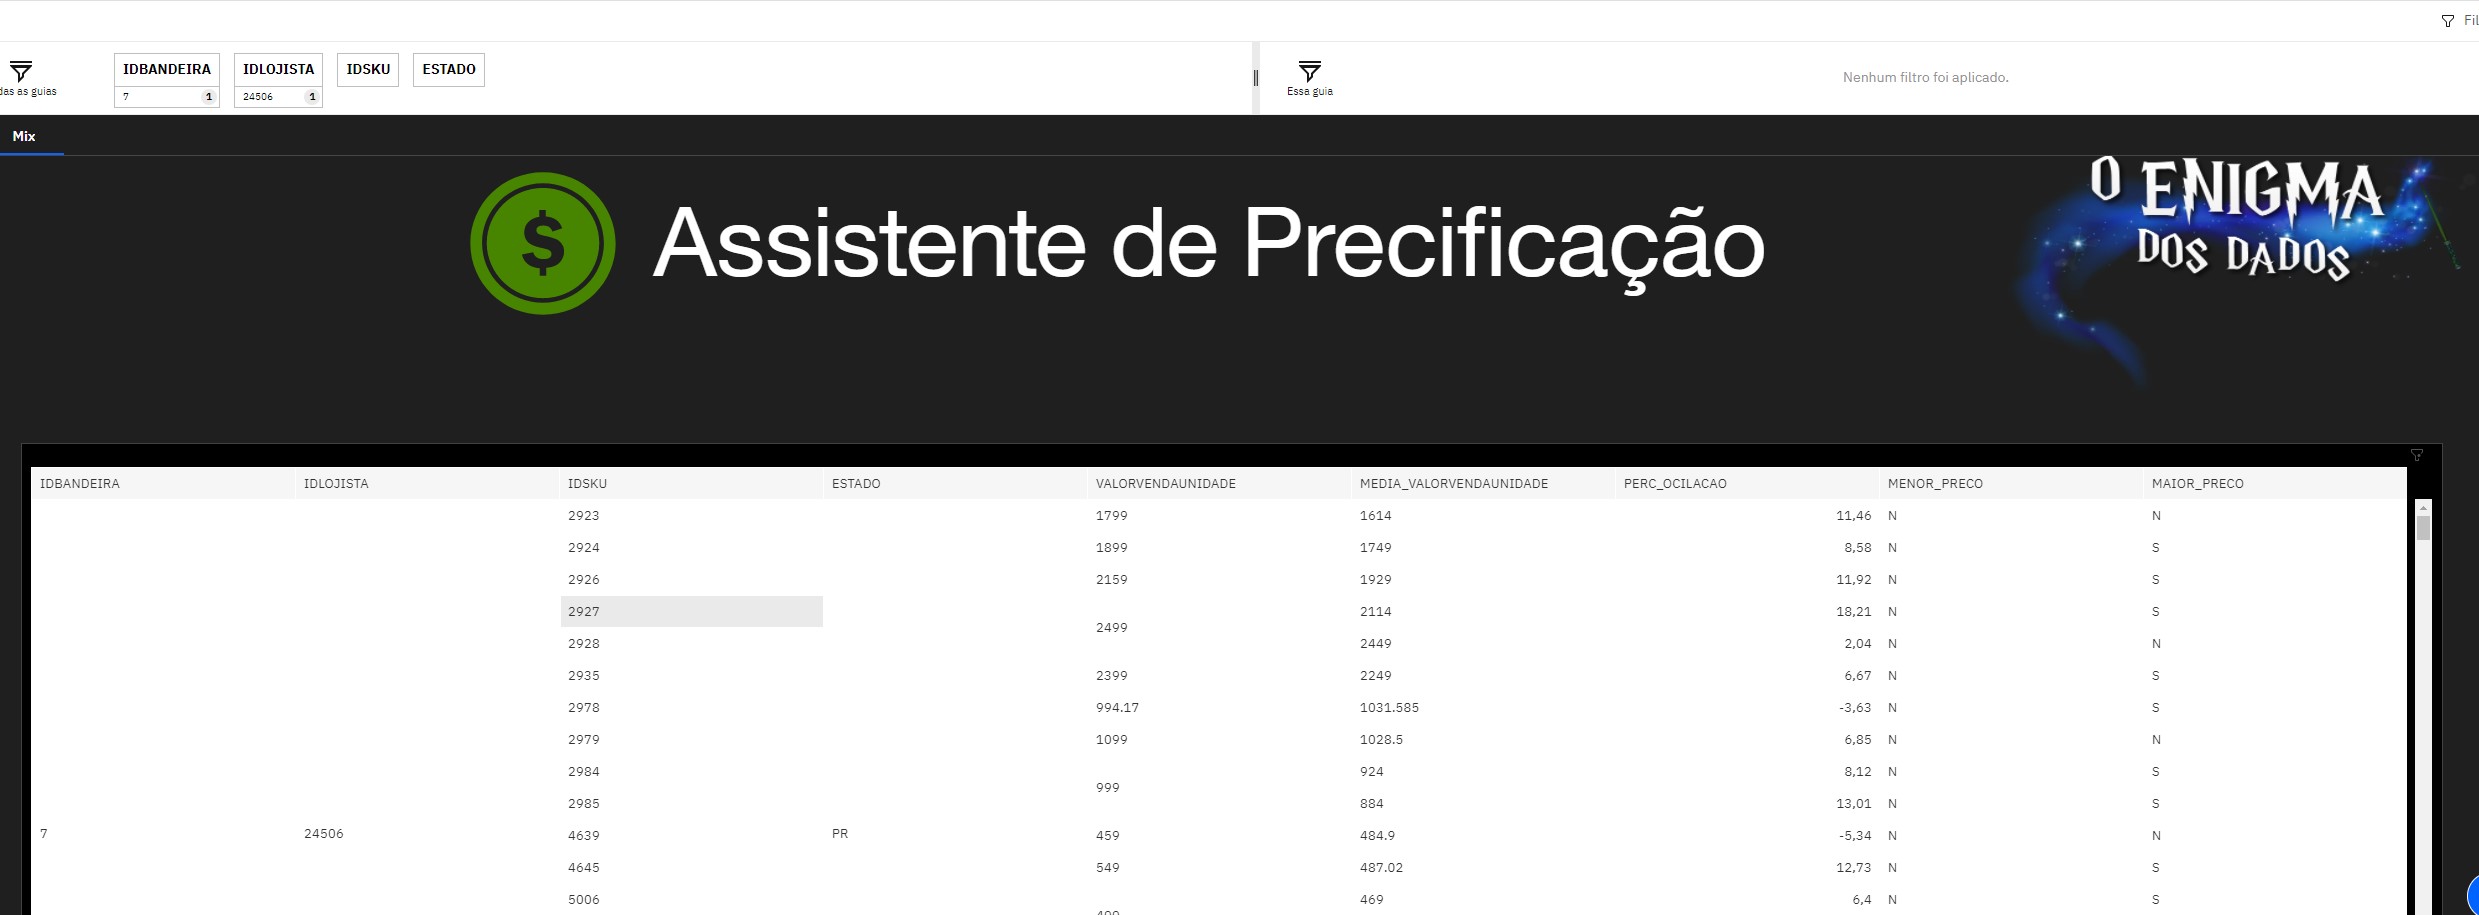 Fil
das as guias
IDBANDEIRA
7 1
IDLOJISTA
24506 1
IDSKU
ESTADO
Essa guia
Nenhum filtro foi aplicado.
Mix
$
Assistente de Precificação
O ENIGMA
DOS DADOS
IDBANDEIRA IDLOJISTA IDSKU ESTADO VALORVENDAUNIDADE MEDIA_VALORVENDAUNIDADE PERC_OCILACAO MENOR_PRECO MAIOR_PRECO
2923 1799 1614 11,46 N N
2924 1899 1749 8,58 N S
2926 2159 1929 11,92 N S
2927 2114 18,21 N S
2499
2928 2449 2,04 N N
2935 2399 2249 6,67 N S
2978 994.17 1031.585 -3,63 N S
2979 1099 1028.5 6,85 N N
2984 924 8,12 N S
999
2985 884 13,01 N S
7 24506 4639 PR 459 484.9 -5,34 N N
4645 549 487.02 12,73 N S
5006 469 6,4 N S